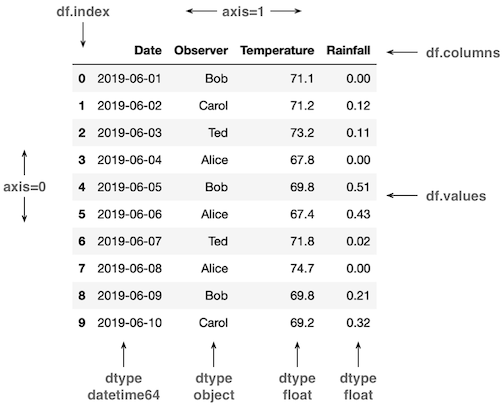 df.index axis=1
Date Observer Temperature Rainfall df.columns
0 2019-06-01 Bob 71.1 0.00
1 2019-06-02 Carol 71.2 0.12
2 2019-06-03 Ted 73.2 0.11
3 2019-06-04 Alice 67.8 0.00
axis=0
4 2019-06-05 Bob 69.8 0.51 df.values
5 2019-06-06 Alice 67.4 0.43
6 2019-06-07 Ted 71.8 0.02
7 2019-06-08 Alice 74.7 0.00
8 2019-06-09 Bob 69.8 0.21
9 2019-06-10 Carol 69.2 0.32
dtype dtype dtype dtype
datetime64 object float float